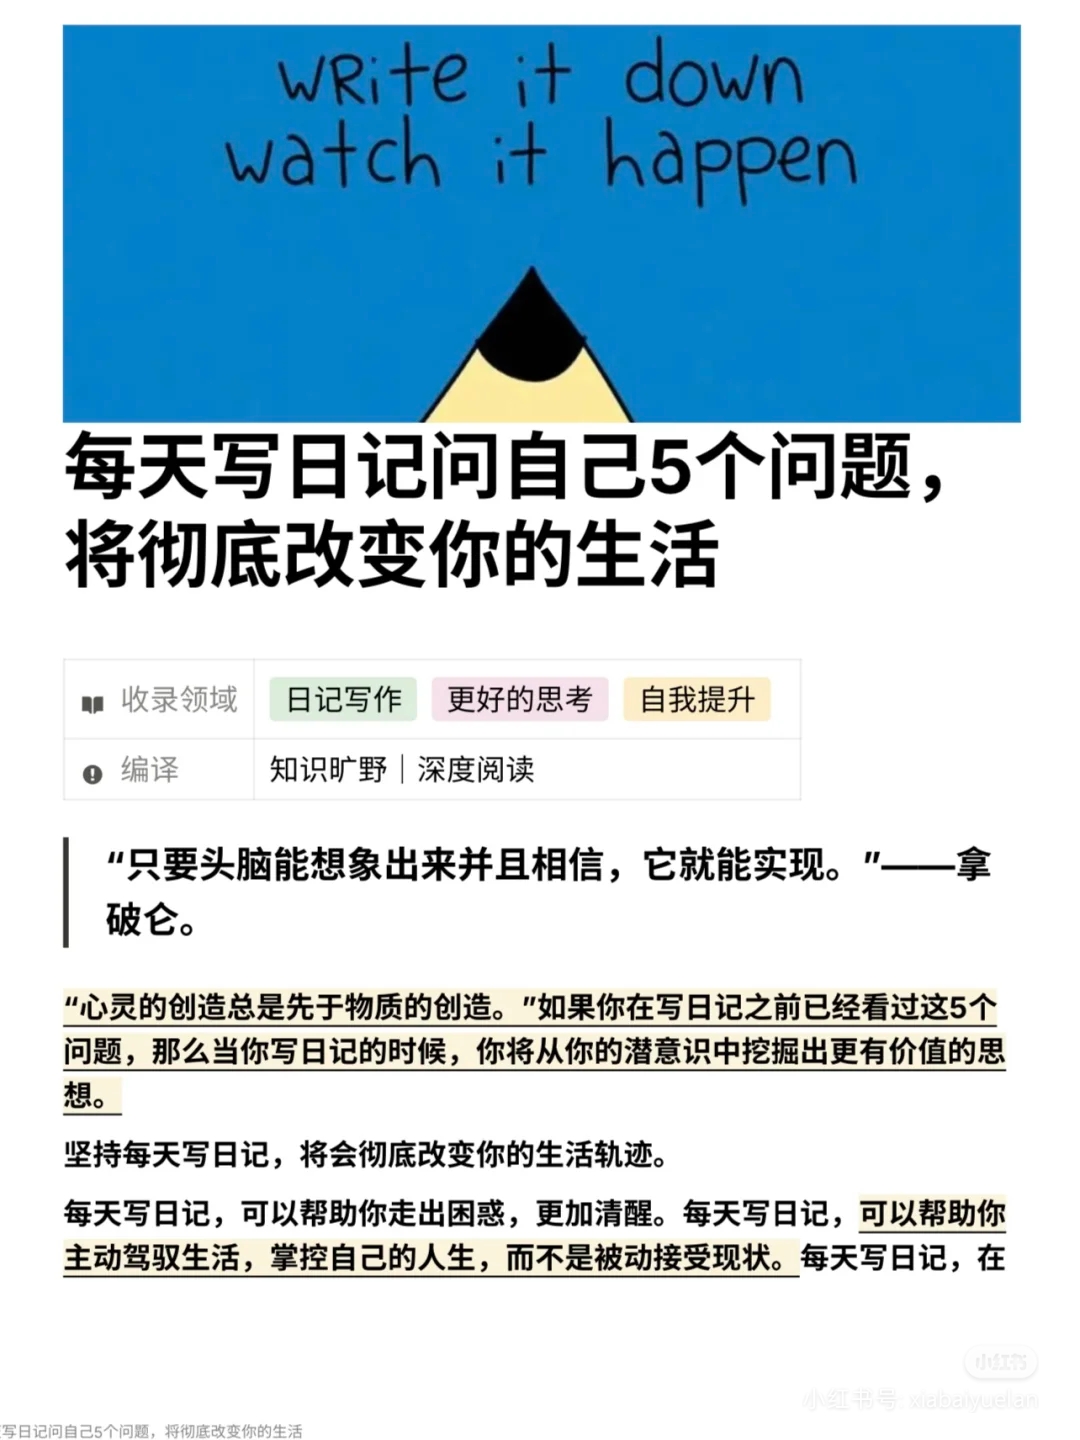 WRite it down
watch it happen
每天写日记问自己5个问题，
将彻底改变你的生活
收录领域 日记写作 更好的思考 自我提升
编译 知识旷野｜深度阅读
“只要头脑能想象出来并且相信，它就能实现。”——拿
破仑。
“心灵的创造总是先于物质的创造。”如果你在写日记之前已经看过这5个
问题，那么当你写日记的时候，你将从你的潜意识中挖掘出更有价值的思
想。
坚持每天写日记，将会彻底改变你的生活轨迹。
每天写日记，可以帮助你走出困惑，更加清醒。每天写日记，可以帮助你
主动驾驭生活，掌控自己的人生，而不是被动接受现状。每天写日记，在
小红书
小红书号: xiabaiyuelan
写日记问自己5个问题，将彻底改变你的生活